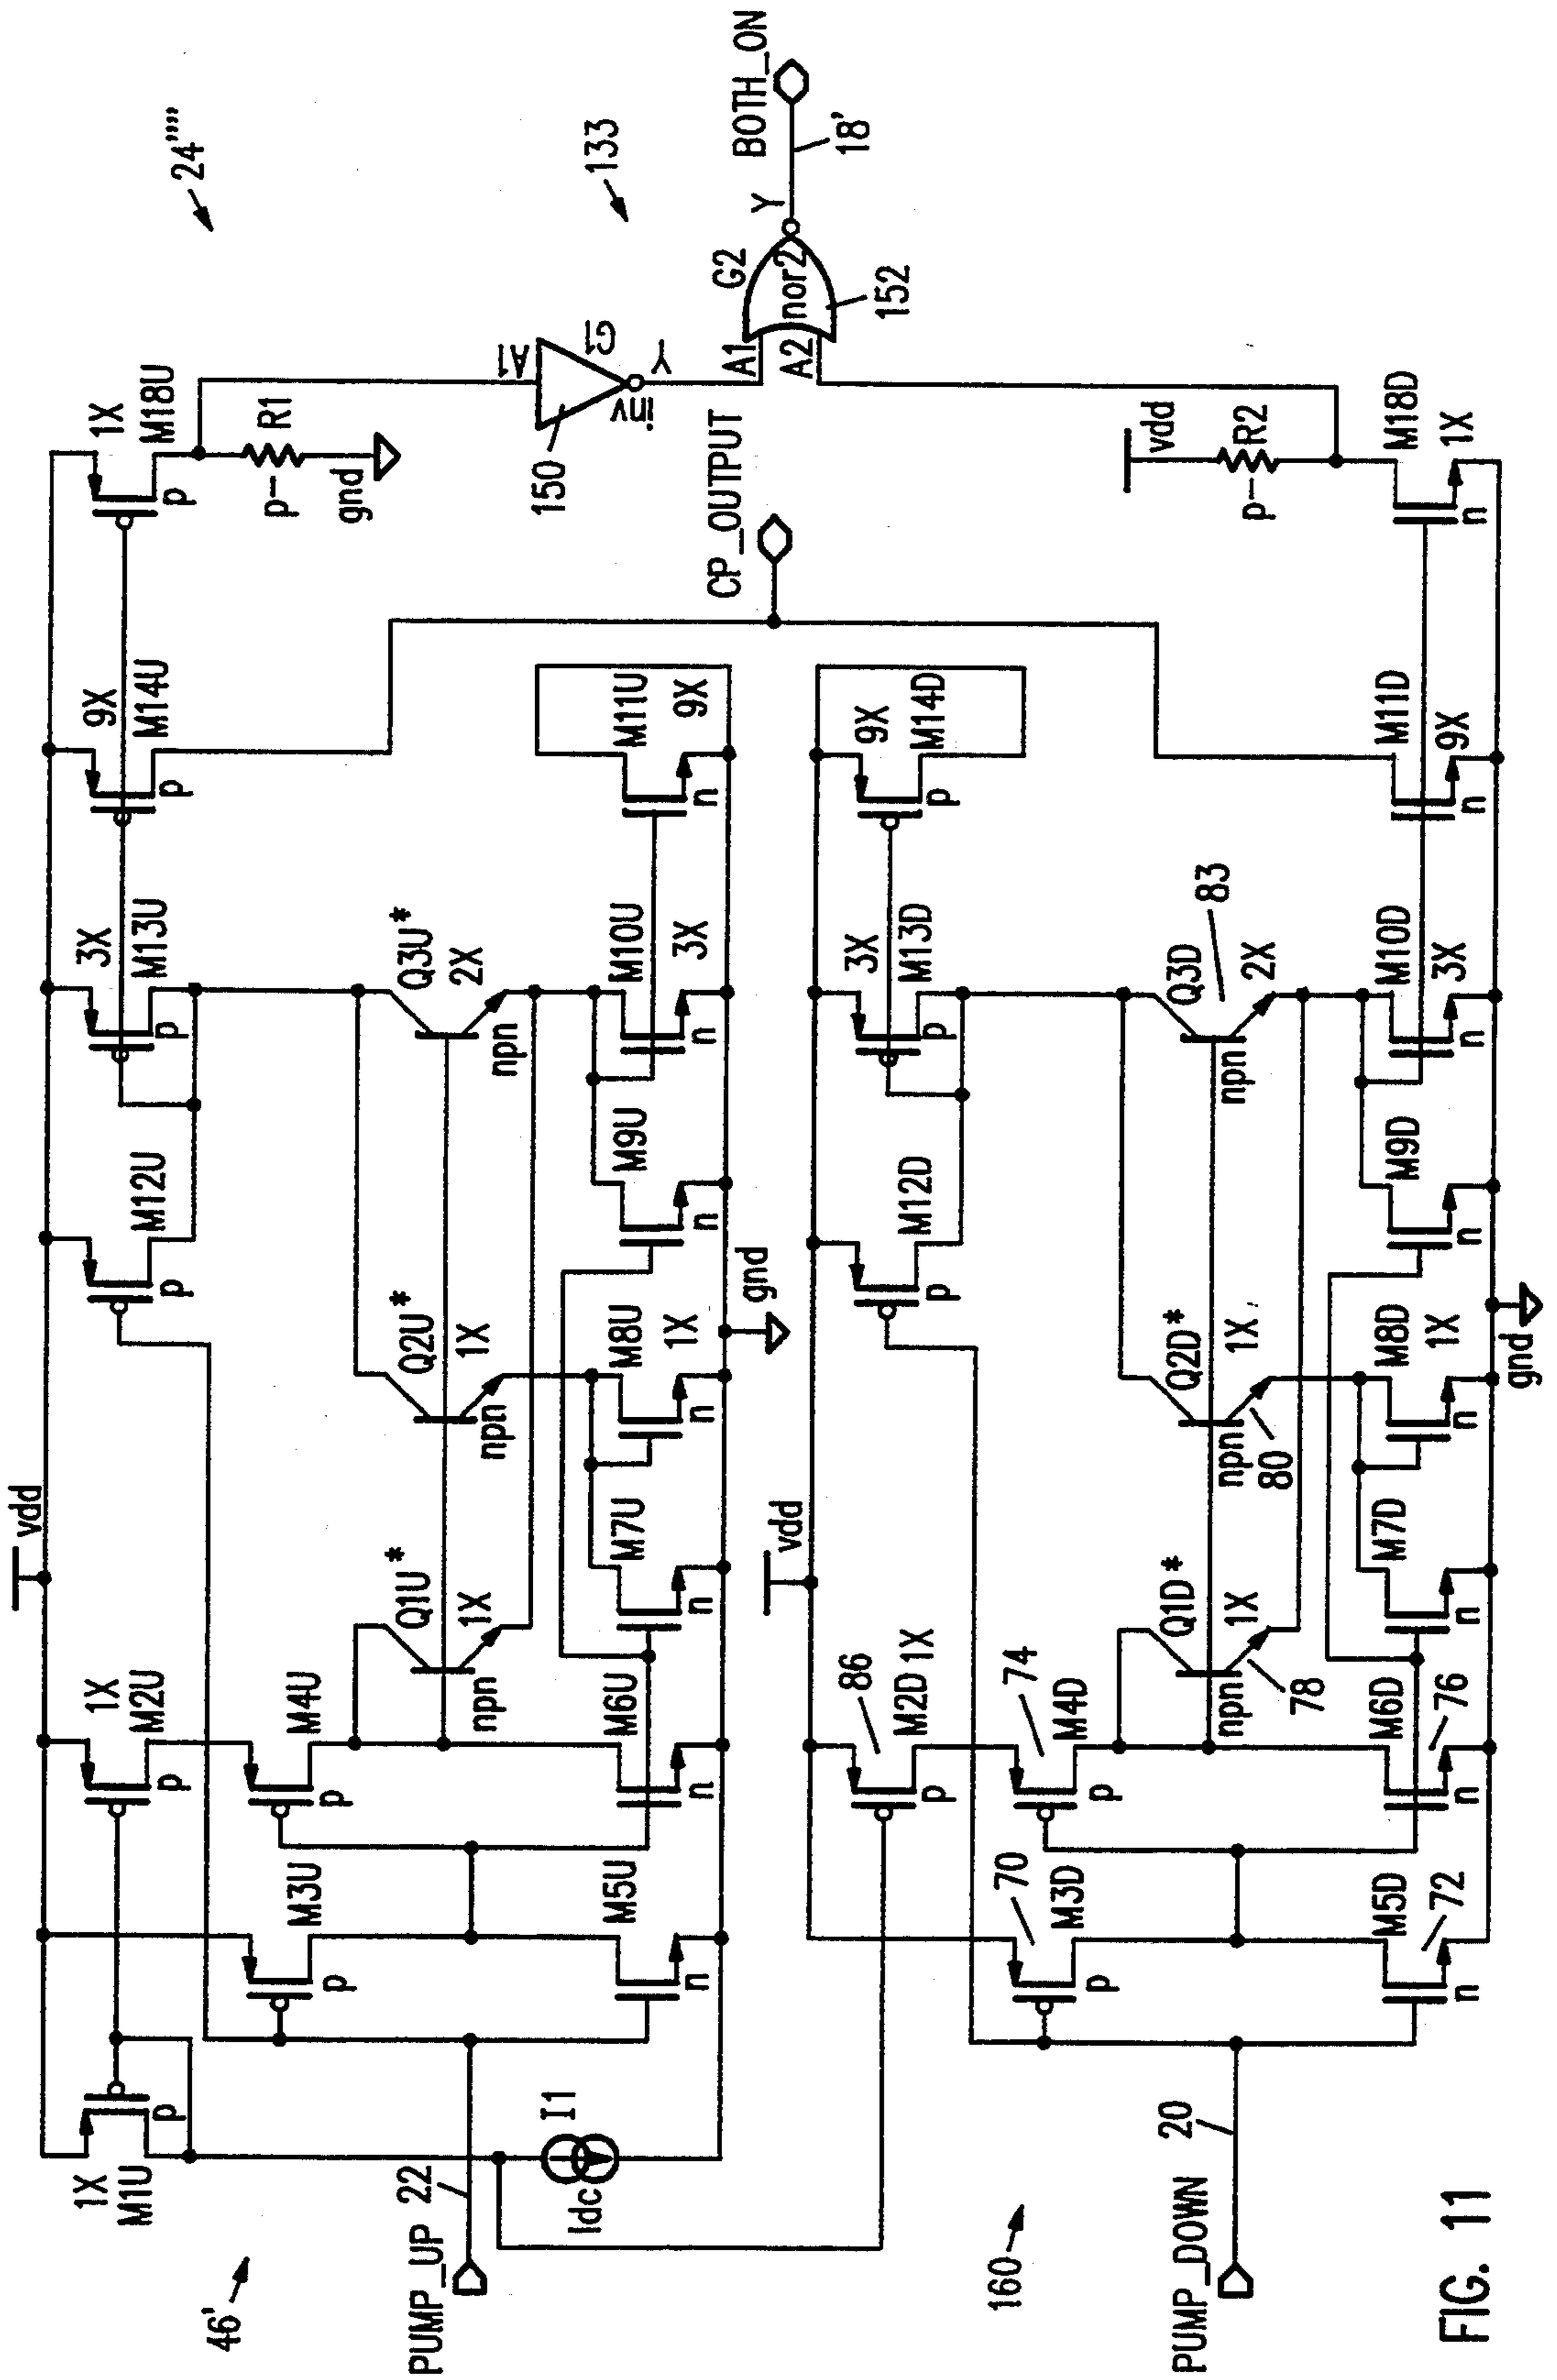 24''''
133
vdd
1X
M1U
p
1X
M2U
p
M12U
p
3X
M13U
p
9X
M14U
p
1X
M18U
p
p-
R1
gnd
M3U
p
M4U
p
Q1U*
1X
npn
Q2U*
1X
npn
Q3U*
2X
npn
150
A1
G1
inv
Y
46'
PUMP_UP
22
I1
Idc
M5U
n
M6U
n
M7U
n
M8U
1X
n
M9U
n
M10U
3X
n
M11U
9X
n
gnd
CP_OUTPUT
A1
A2
G2
nor2
Y
152
BOTH_ON
18'
vdd
86
M2D
1X
p
M12D
p
3X
M13D
p
9X
M14D
p
vdd
p-
R2
70
M3D
p
74
M4D
p
Q1D*
1X
npn
78
Q2D*
1X
npn
80
Q3D
2X
npn
83
160
PUMP_DOWN
20
M5D
72
n
M6D
76
n
M7D
n
M8D
1X
n
M9D
n
M10D
3X
n
M11D
9X
n
M18D
1X
n
gnd
FIG. 11